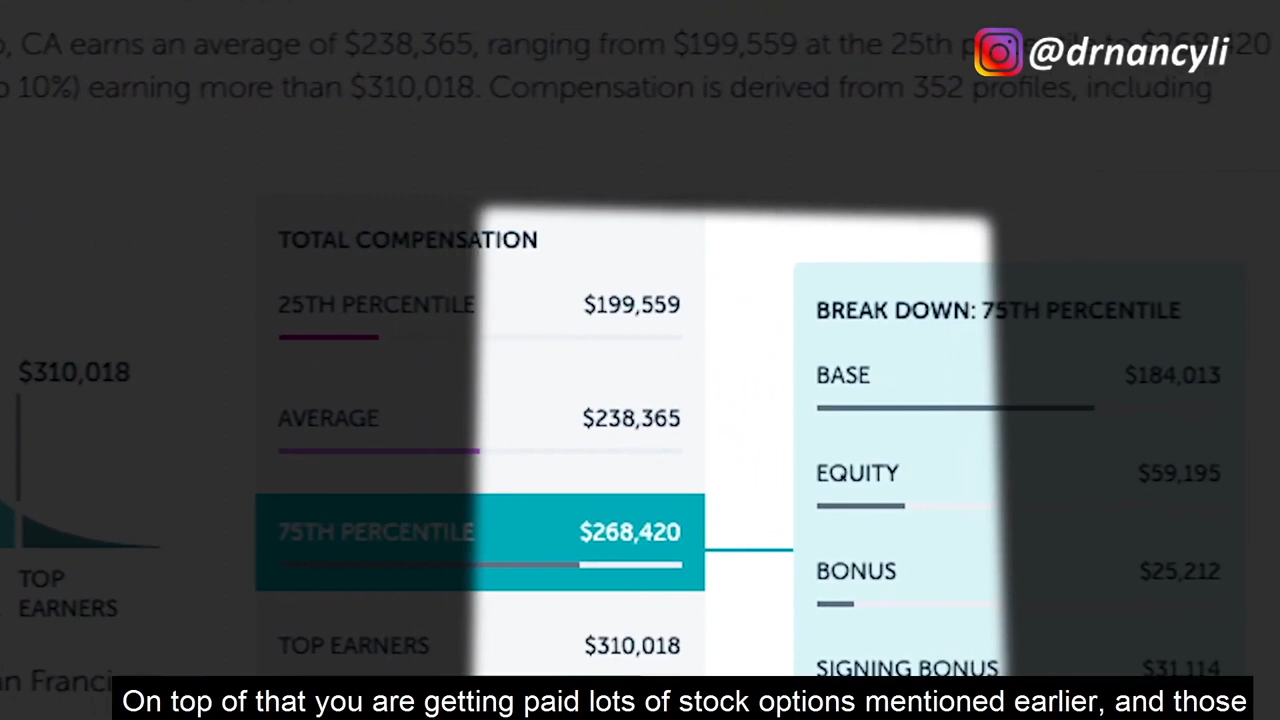 , CA earns an average of $238,365, ranging from $199,559 at the 25th
@drnancyli
10%) earning more than $310,018. Compensation is derived from 352 profiles, including
TOTAL COMPENSATION
25TH PERCENTILE $199,559
AVERAGE $238,365
75TH PERCENTILE $268,420
TOP EARNERS $310,018
BREAK DOWN: 75TH PERCENTILE
BASE $184,013
EQUITY $59,195
BONUS $25,212
SIGNING BONUS $31,114
$310,018
TOP
EARNERS
an Franci
On top of that you are getting paid lots of stock options mentioned earlier, and those